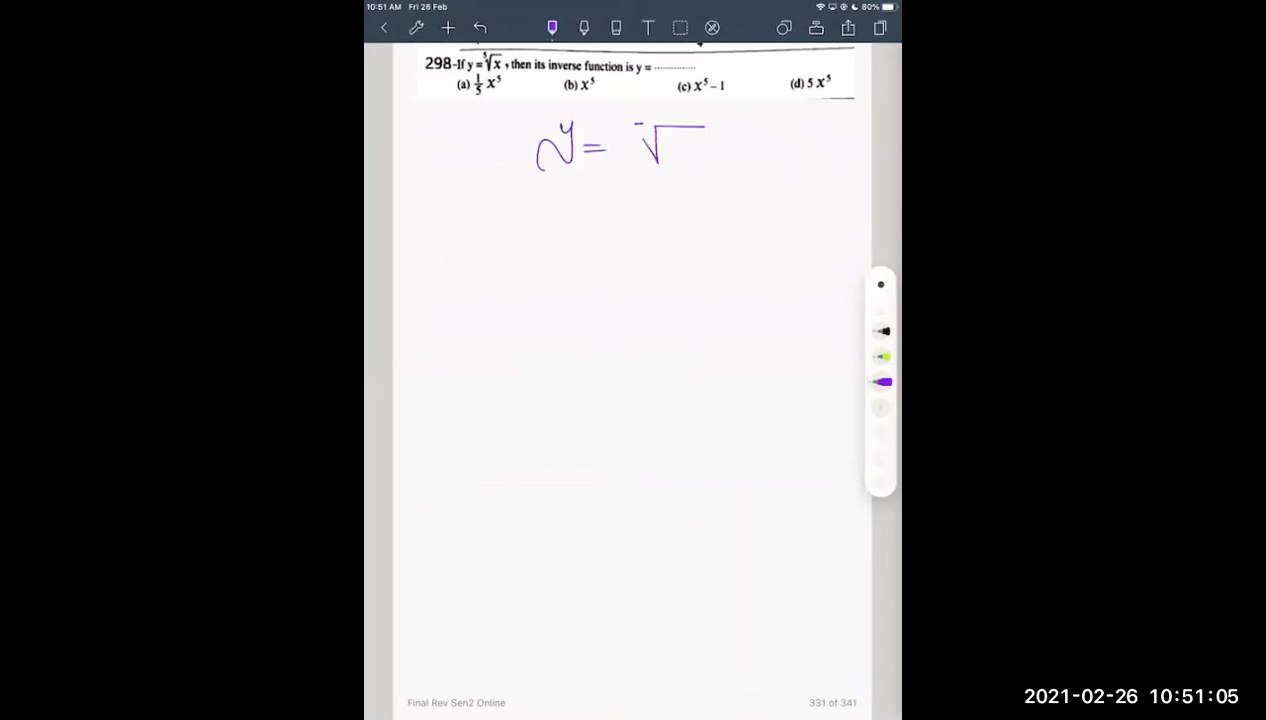 10:51 AM Fri 26 Feb 80%
T
298-If y = ⁵√x , then its inverse function is y = ..............
(a) 1/5 x⁵ (b) x⁵ (c) x⁵ – 1 (d) 5 x⁵
y = √
Final Rev Sen2 Online 331 of 341
2021-02-26 10:51:05